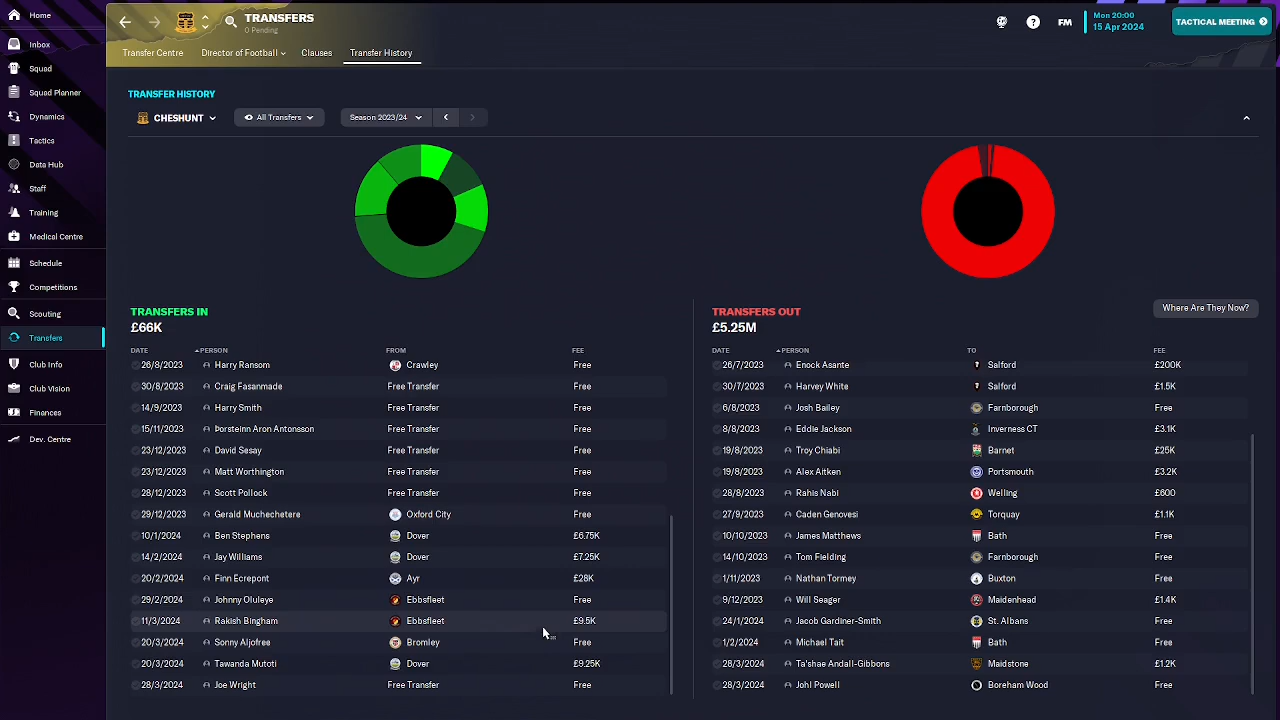 Home
Inbox
Squad
Squad Planner
Dynamics
Tactics
Data Hub
Staff
Training
Medical Centre
Schedule
Competitions
Scouting
Transfers
Club Info
Club Vision
Finances
Dev. Centre
TRANSFERS
0 Pending
FM
Mon 20:00
15 Apr 2024
TACTICAL MEETING
Transfer Centre
Director of Football
Clauses
Transfer History
TRANSFER HISTORY
CHESHUNT
All Transfers
Season 2023/24
TRANSFERS IN
£66K
DATE PERSON FROM FEE
26/8/2023 Harry Ransom Crawley Free
30/8/2023 Craig Fasanmade Free Transfer Free
14/9/2023 Harry Smith Free Transfer Free
15/11/2023 Þorsteinn Aron Antonsson Free Transfer Free
23/12/2023 David Sesay Free Transfer Free
23/12/2023 Matt Worthington Free Transfer Free
28/12/2023 Scott Pollock Free Transfer Free
29/12/2023 Gerald Muchechetere Oxford City Free
10/1/2024 Ben Stephens Dover £6.75K
14/2/2024 Jay Williams Dover £7.25K
20/2/2024 Finn Ecrepont Ayr £28K
29/2/2024 Johnny Oluleye Ebbsfleet Free
11/3/2024 Rakish Bingham Ebbsfleet £9.5K
20/3/2024 Sonny Aljofree Bromley Free
20/3/2024 Tawanda Mutoti Dover £9.25K
28/3/2024 Joe Wright Free Transfer Free
TRANSFERS OUT
£5.25M
Where Are They Now?
DATE PERSON TO FEE
26/7/2023 Enock Asante Salford £200K
30/7/2023 Harvey White Salford £1.5K
6/8/2023 Josh Bailey Farnborough Free
8/8/2023 Eddie Jackson Inverness CT £3.1K
19/8/2023 Troy Chiabi Barnet £25K
19/8/2023 Alex Aitken Portsmouth £3.2K
28/8/2023 Rahis Nabi Welling £600
27/9/2023 Caden Genovesi Torquay £1.1K
10/10/2023 James Matthews Bath Free
14/10/2023 Tom Fielding Farnborough Free
1/11/2023 Nathan Tormey Buxton Free
9/12/2023 Will Seager Maidenhead £1.4K
24/1/2024 Jacob Gardiner-Smith St. Albans Free
1/2/2024 Michael Tait Bath Free
28/3/2024 Ta'shae Andall-Gibbons Maidstone £1.2K
28/3/2024 Johl Powell Boreham Wood Free